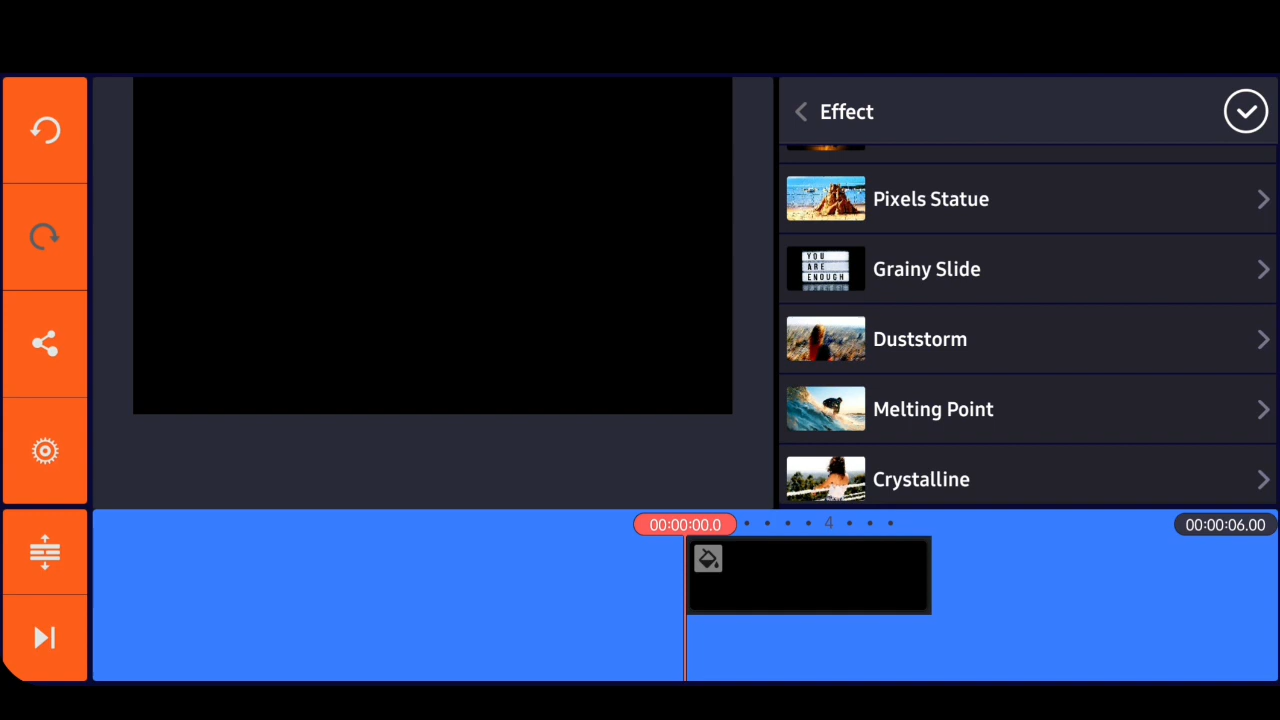 Effect
Pixels Statue
YOU
ARE
ENOUGH
Grainy Slide
Duststorm
Melting Point
Crystalline
00:00:00.0
4
00:00:06.00